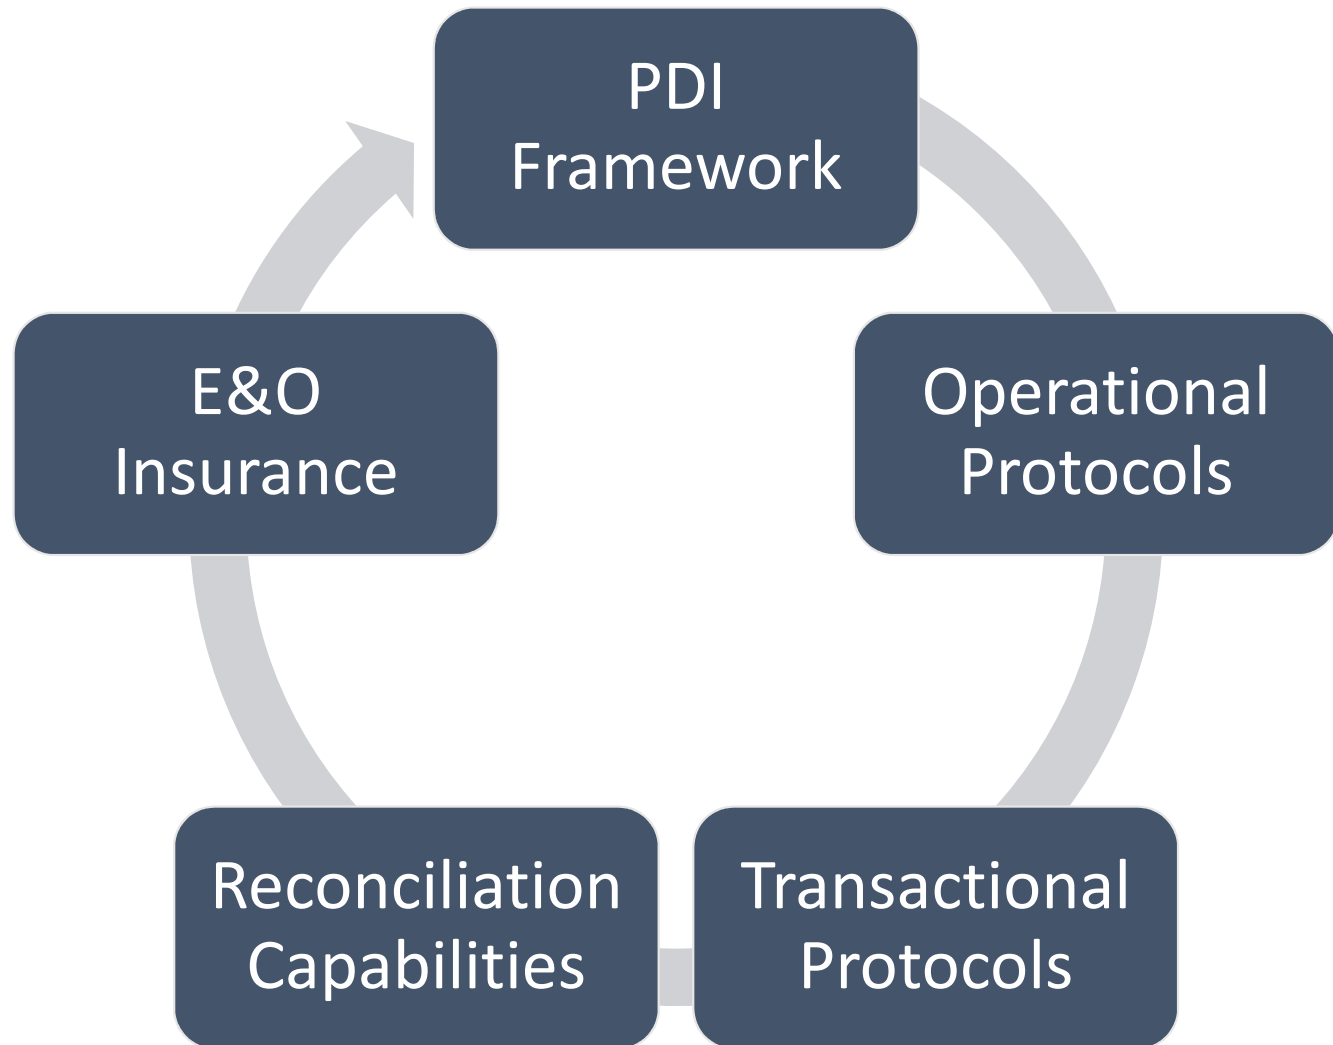 PDI
Framework
Operational
Protocols
Transactional
Protocols
Reconciliation
Capabilities
E&O
Insurance